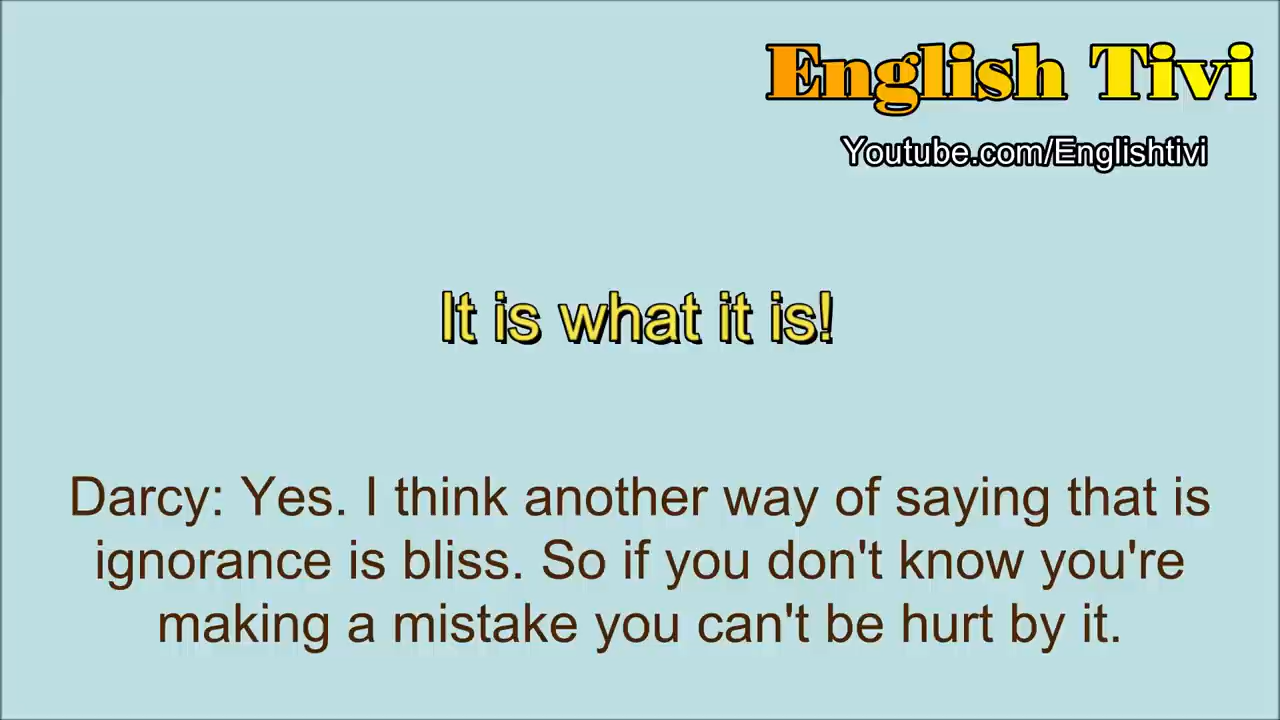 English Tivi
Youtube.com/Englishtivi
It is what it is!
Darcy: Yes. I think another way of saying that is
ignorance is bliss. So if you don't know you're
making a mistake you can't be hurt by it.